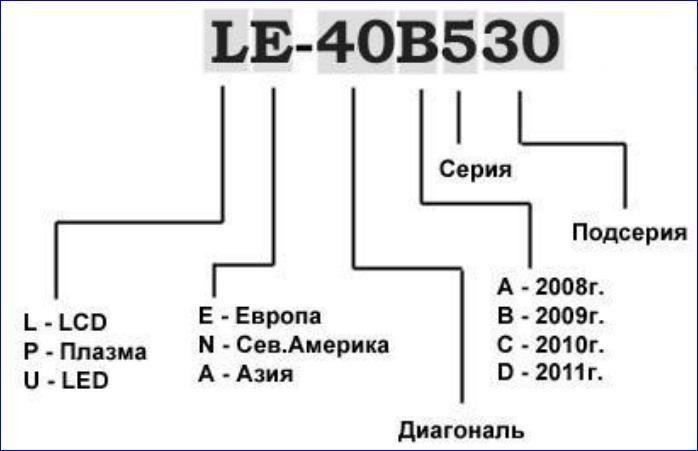 LE-40B530
Серия
Подсерия
L - LCD
P - Плазма
U - LED
E - Европа
N - Сев.Америка
A - Азия
A - 2008г.
B - 2009г.
C - 2010г.
D - 2011г.
Диагональ